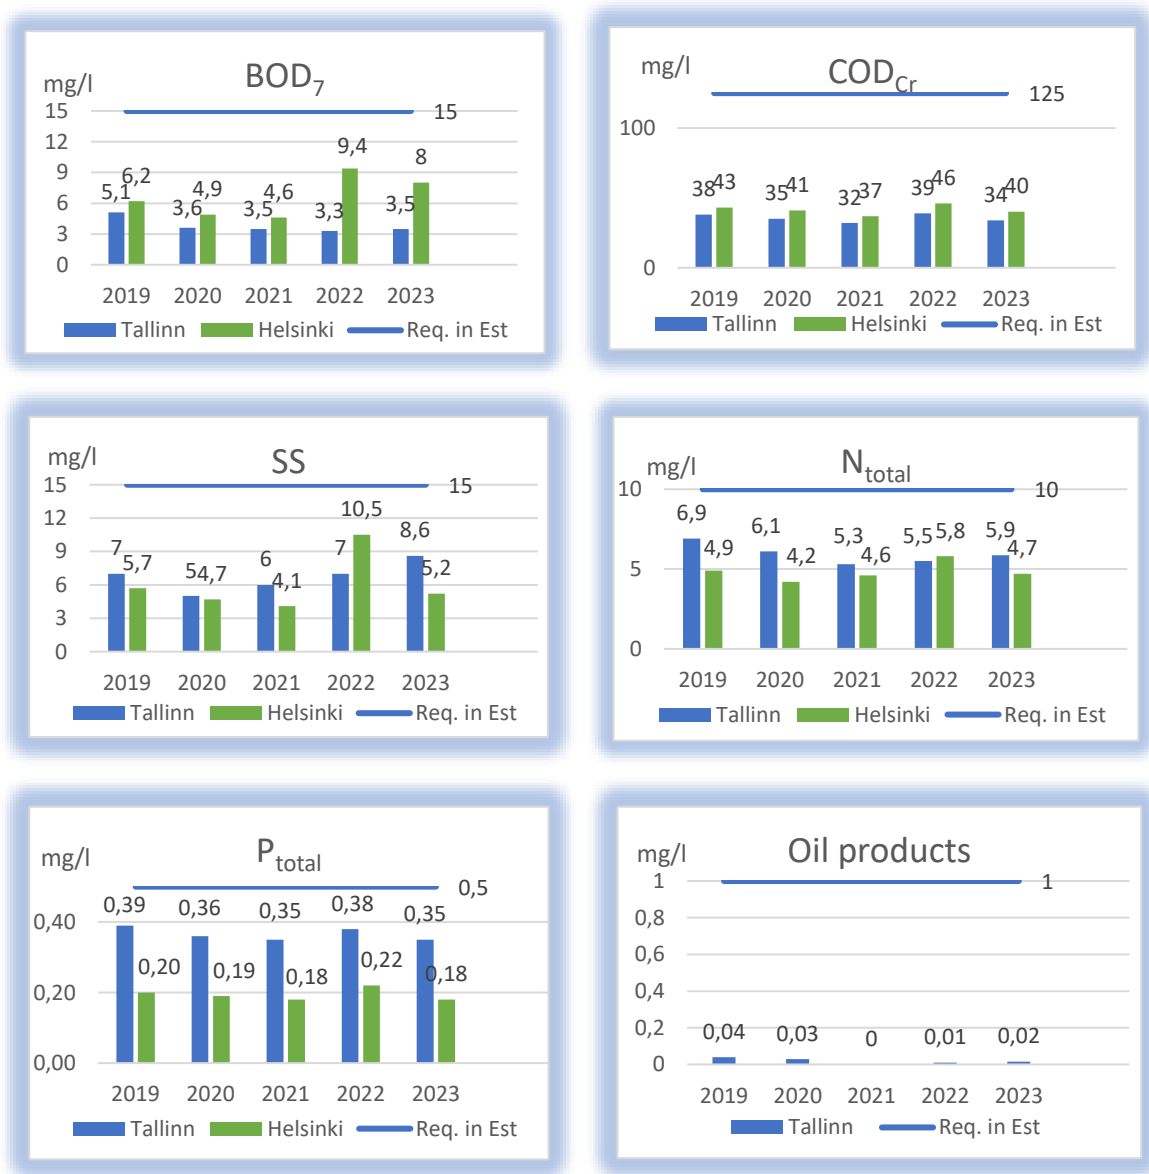 BOD7
mg/l
15
15
12
9,4
8
9
6,2
5,1
4,9
4,6
6
3,6
3,5
3,3
3,5
3
0
2019 2020 2021 2022 2023
Tallinn Helsinki Req. in Est
CODCr
mg/l
125
100
38 43 35 41 32 37 39 46 34 40
0
2019 2020 2021 2022 2023
Tallinn Helsinki Req. in Est
SS
mg/l
15
15
12
10,5
9
8,6
7
5,7
5
4,7
6
4,1
7
5,2
6
3
0
2019 2020 2021 2022 2023
Tallinn Helsinki Req. in Est
Ntotal
mg/l
10
10
6,9
4,9
6,1
4,2
5,3
4,6
5,5
5,8
5,9
4,7
5
0
2019 2020 2021 2022 2023
Tallinn Helsinki Req. in Est
Ptotal
mg/l
0,5
0,39 0,36 0,35 0,38 0,35
0,40
0,20 0,19 0,18 0,22 0,18
0,20
0,00
2019 2020 2021 2022 2023
Tallinn Helsinki Req. in Est
Oil products
mg/l
1
1
0,8
0,6
0,4
0,2
0,04 0,03 0 0,01 0,02
0
2019 2020 2021 2022 2023
Tallinn Req. in Est